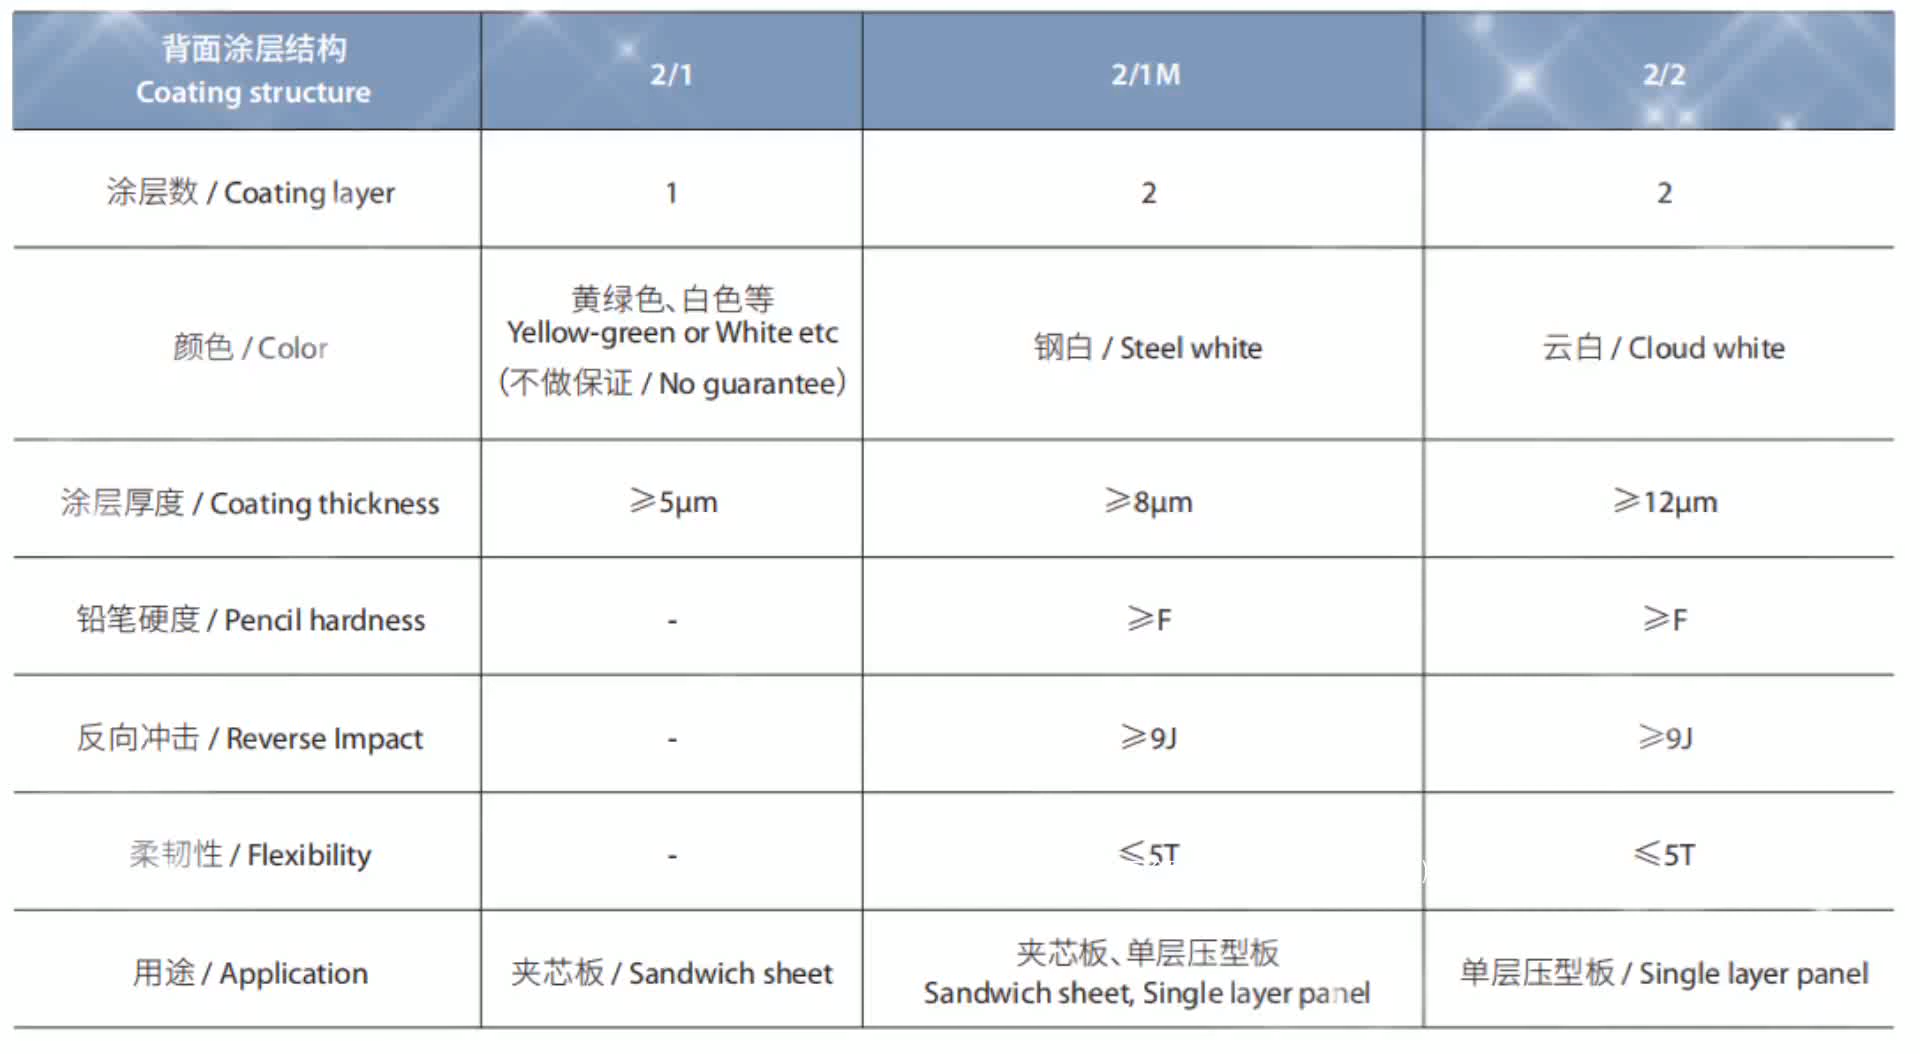 背面涂层结构
Coating structure
2/1
2/1M
2/2
涂层数 / Coating layer
1
2
2
颜色 / Color
黄绿色、白色等
Yellow-green or White etc
（不做保证 / No guarantee）
钢白 / Steel white
云白 / Cloud white
涂层厚度 / Coating thickness
≥5μm
≥8μm
≥12μm
铅笔硬度 / Pencil hardness
-
≥F
≥F
反向冲击 / Reverse Impact
-
≥9J
≥9J
柔韧性 / Flexibility
-
≤5T
≤5T
用途 / Application
夹芯板 / Sandwich sheet
夹芯板、单层压型板
Sandwich sheet, Single layer panel
单层压型板 / Single layer panel